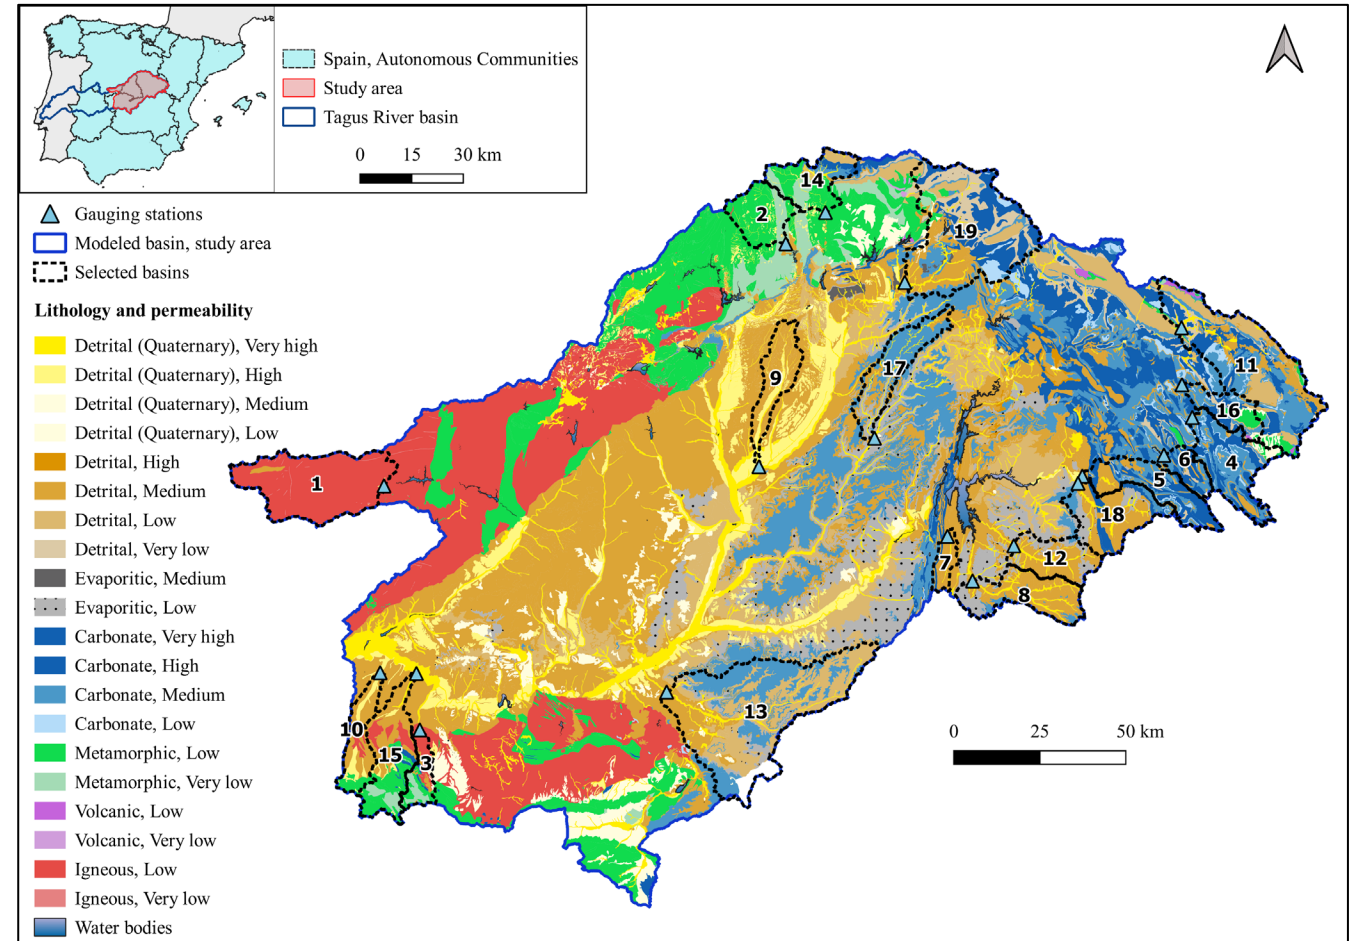 Spain, Autonomous Communities
Study area
Tagus River basin
0 15 30 km
Gauging stations
Modeled basin, study area
Selected basins
Lithology and permeability
Detrital (Quaternary), Very high
Detrital (Quaternary), High
Detrital (Quaternary), Medium
Detrital (Quaternary), Low
Detrital, High
Detrital, Medium
Detrital, Low
Detrital, Very low
Evaporitic, Medium
Evaporitic, Low
Carbonate, Very high
Carbonate, High
Carbonate, Medium
Carbonate, Low
Metamorphic, Low
Metamorphic, Very low
Volcanic, Low
Volcanic, Very low
Igneous, Low
Igneous, Very low
Water bodies
14
2
19
11
17
9
16
6
4
1
5
18
12
7
8
13
10
15
3
0 25 50 km